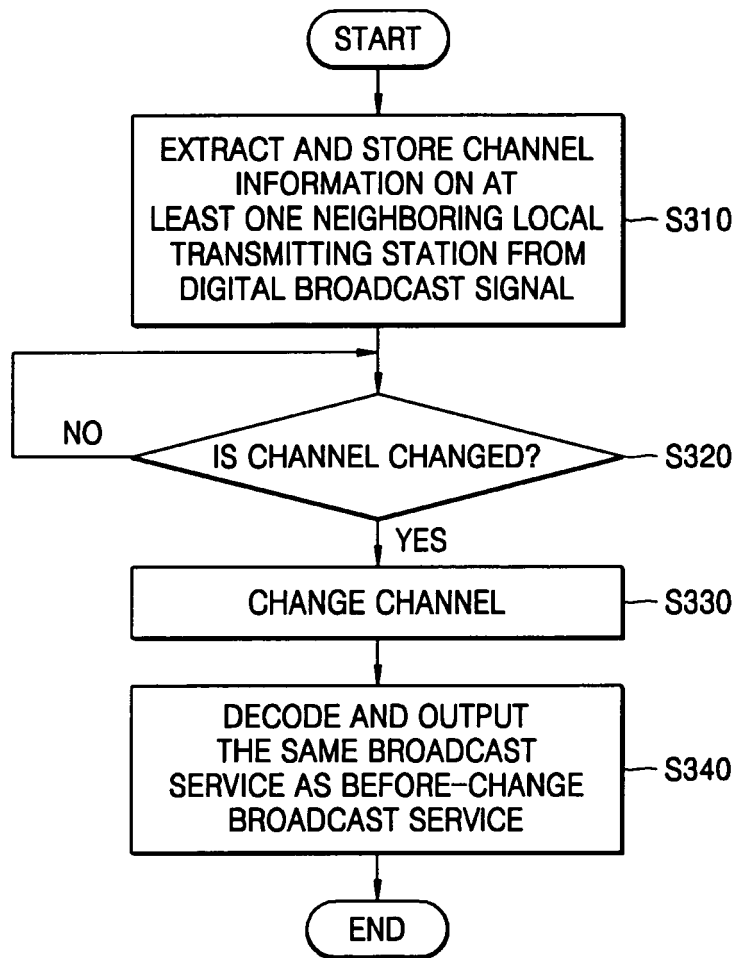 START
EXTRACT AND STORE CHANNEL
INFORMATION ON AT
LEAST ONE NEIGHBORING LOCAL
TRANSMITTING STATION FROM
DIGITAL BROADCAST SIGNAL
S310
NO
IS CHANNEL CHANGED?
S320
YES
CHANGE CHANNEL
S330
DECODE AND OUTPUT
THE SAME BROADCAST
SERVICE AS BEFORE-CHANGE
BROADCAST SERVICE
S340
END